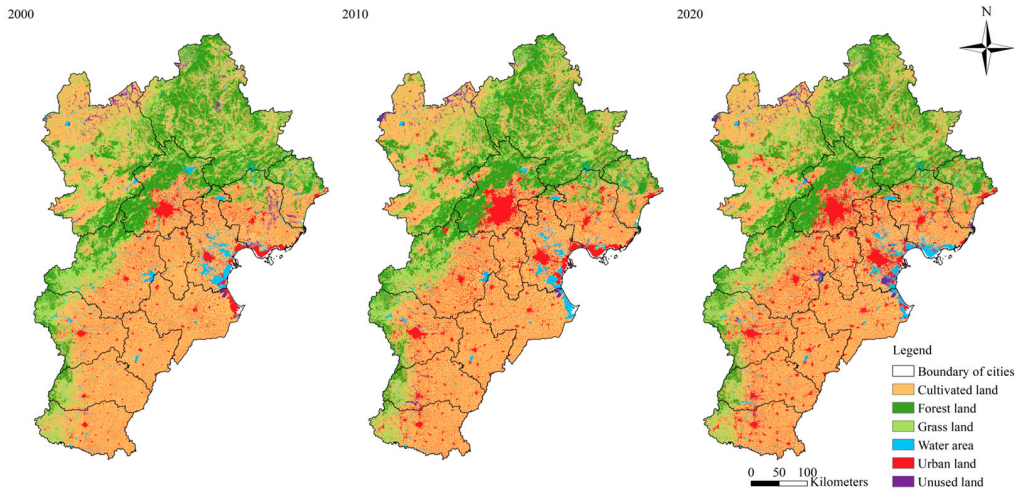 2000
2010
2020
N
Legend
Boundary of cities
Cultivated land
Forest land
Grass land
Water area
Urban land
Unused land
0 50 100
Kilometers